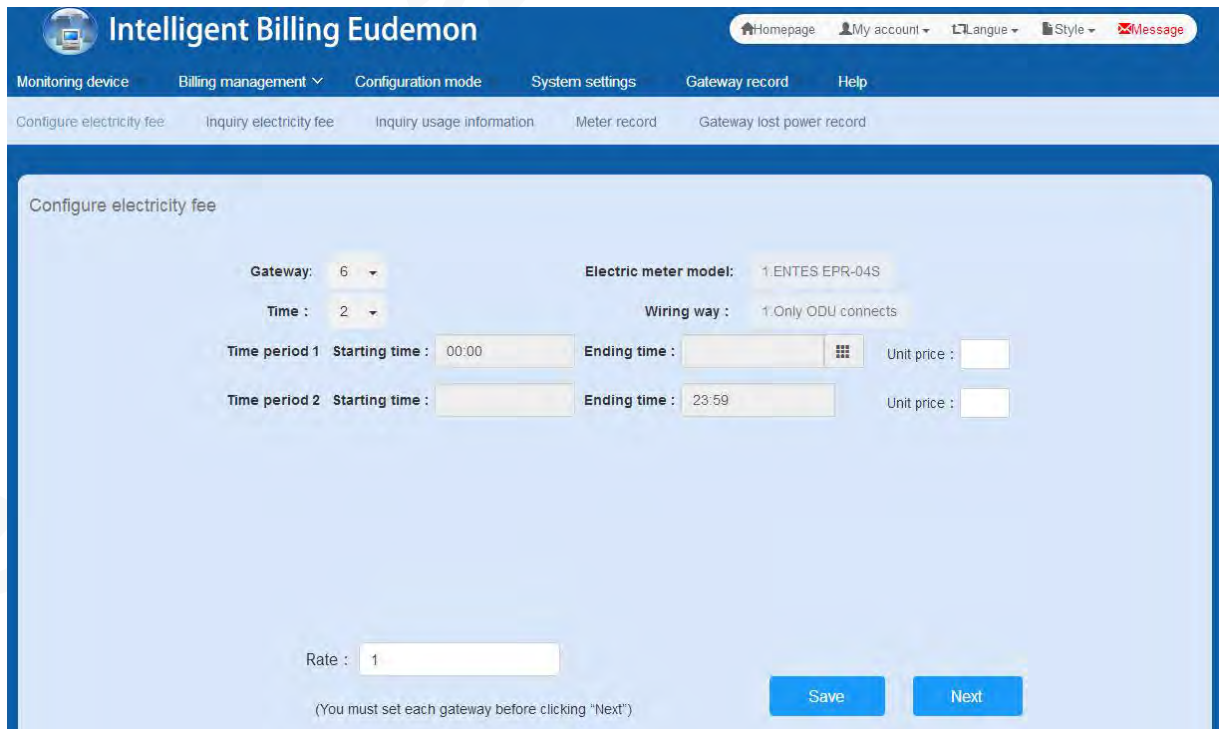 Intelligent Billing Eudemon
Homepage My account Langue Style Message
Monitoring device Billing management Configuration mode System settings Gateway record Help
Configure electricity fee Inquiry electricity fee Inquiry usage information Meter record Gateway lost power record
Configure electricity fee
Gateway: 6 Electric meter model: 1.ENTES EPR-04S
Time : 2 Wiring way : 1.Only ODU connects
Time period 1 Starting time : 00:00 Ending time : Unit price :
Time period 2 Starting time : Ending time : 23:59 Unit price :
Rate : 1
Save Next
(You must set each gateway before clicking “Next”)